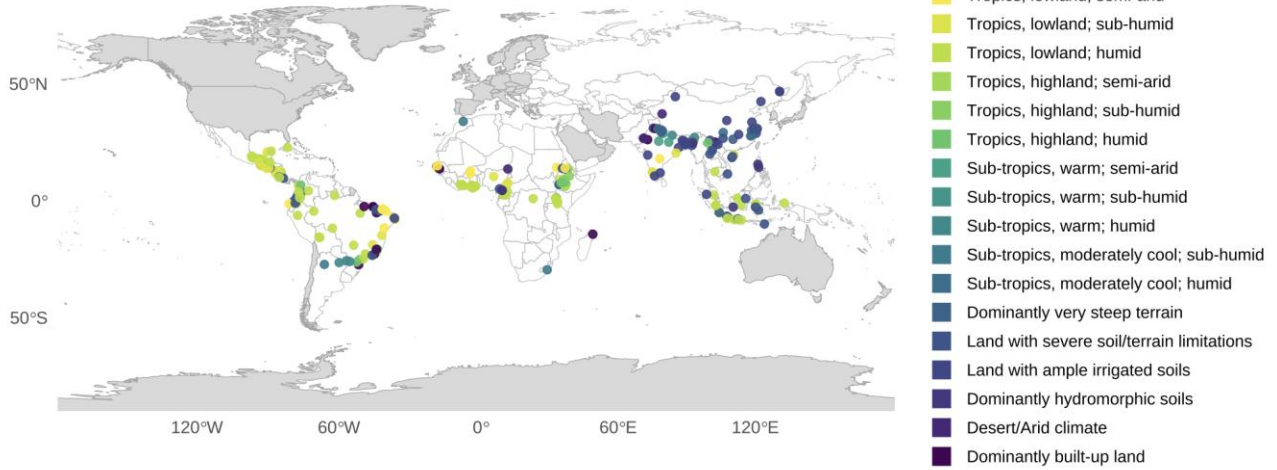 Tropics, lowland; semi-arid
Tropics, lowland; sub-humid
Tropics, lowland; humid
Tropics, highland; semi-arid
Tropics, highland; sub-humid
Tropics, highland; humid
Sub-tropics, warm; semi-arid
Sub-tropics, warm; sub-humid
Sub-tropics, warm; humid
Sub-tropics, moderately cool; sub-humid
Sub-tropics, moderately cool; humid
Dominantly very steep terrain
Land with severe soil/terrain limitations
Land with ample irrigated soils
Dominantly hydromorphic soils
Desert/Arid climate
Dominantly built-up land
50°N
0°
50°S
120°W
60°W
0°
60°E
120°E